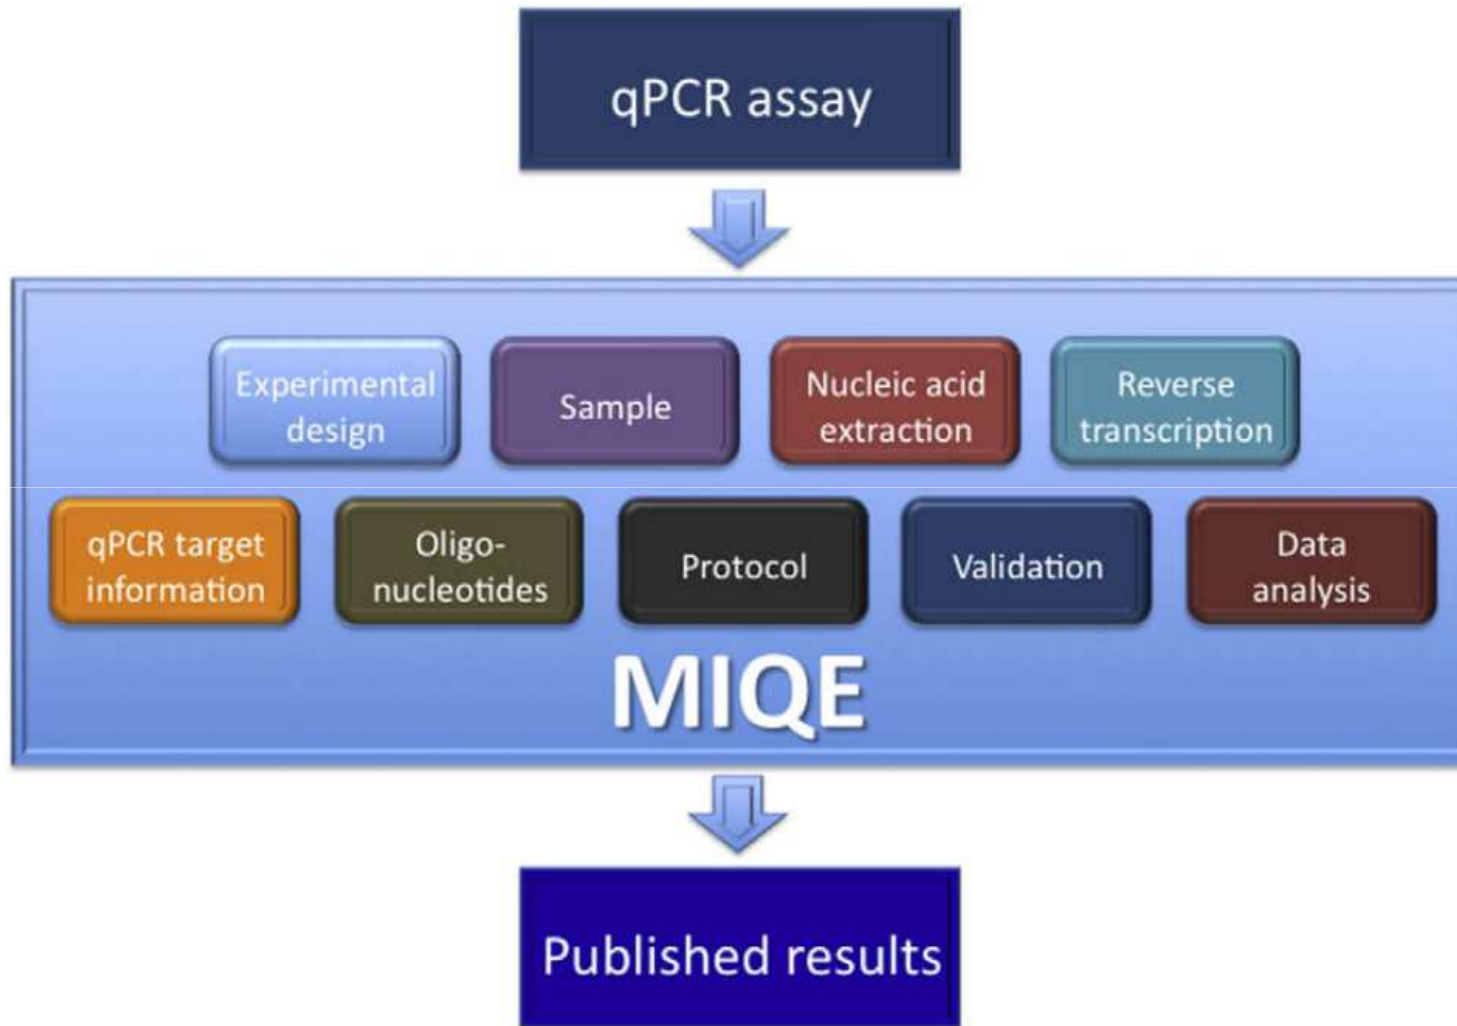 qPCR assay
Experimental
design
Sample
Nucleic acid
extraction
Reverse
transcription
qPCR target
information
Oligo-
nucleotides
Protocol
Validation
Data
analysis
MIQE
Published results